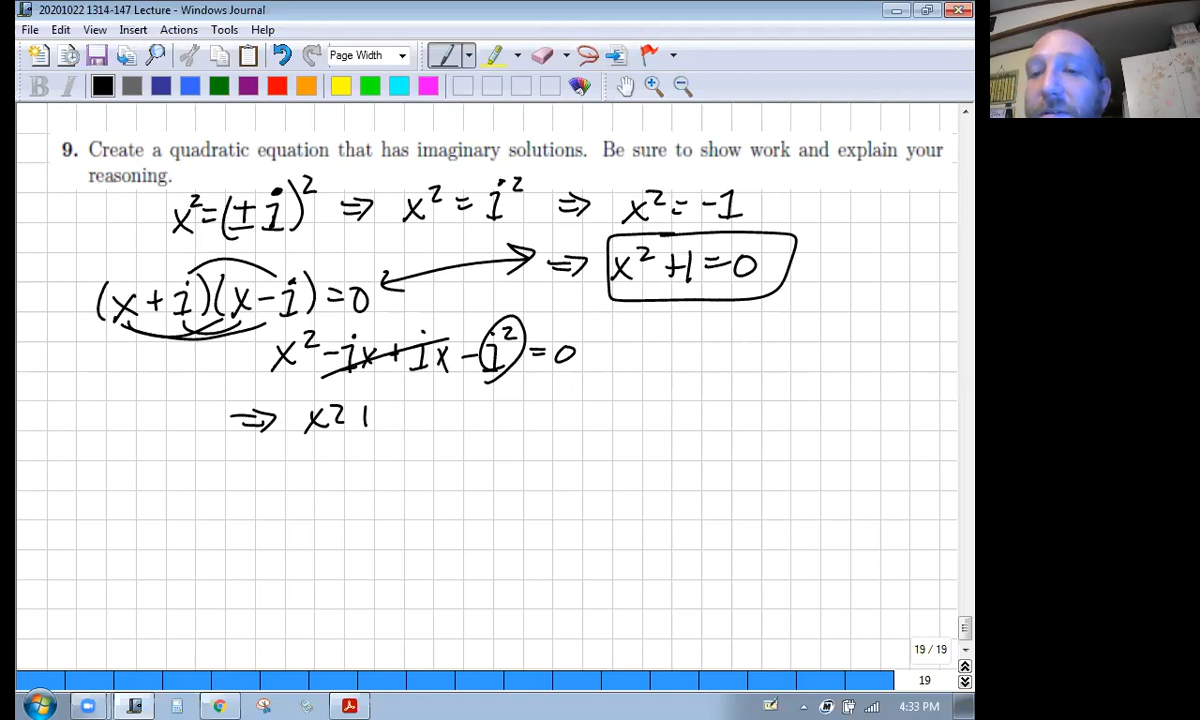 20201022 1314-147 Lecture - Windows Journal
File Edit View Insert Actions Tools Help
Page Width
B I
9. Create a quadratic equation that has imaginary solutions. Be sure to show work and explain your
reasoning.
x² = (± i)² ⇒ x² = i² ⇒ x² = -1
⇒ x² + 1 = 0
(x + i)(x - i) = 0
x² - ix + ix - i² = 0
⇒ x² 1
19 / 19
19
4:33 PM